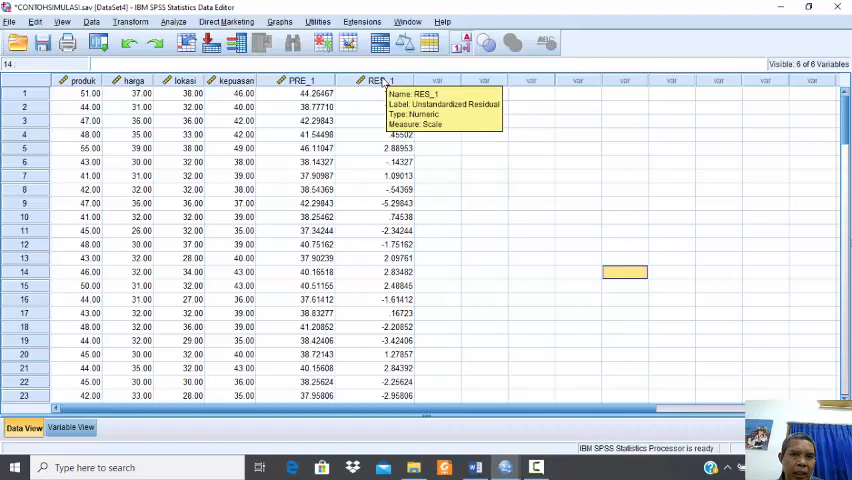 *CONTOHSIMULASI.sav [DataSet4] - IBM SPSS Statistics Data Editor
File Edit View Data Transform Analyze Direct Marketing Graphs Utilities Extensions Window Help
14 : Visible: 6 of 6 Variables
produk harga lokasi kepuasan PRE_1 RES_1 var var var var var var var var var
1 51.00 37.00 38.00 46.00 44.26467
2 44.00 31.00 32.00 38.77710
3 47.00 36.00 37.00 42.29843
4 48.00 35.00 33.00 42.00 41.54498 .45502
5 55.00 39.00 38.00 49.00 46.11047 2.88953
6 43.00 30.00 32.00 38.00 38.14327 -.14327
7 41.00 31.00 32.00 39.00 37.90987 1.09013
8 42.00 32.00 32.00 38.00 38.54369 -.54369
9 47.00 36.00 36.00 37.00 42.29843 -5.29843
10 41.00 32.00 32.00 39.00 38.25462 .74538
11 45.00 26.00 32.00 35.00 37.34244 -2.34244
12 48.00 30.00 37.00 39.00 40.75162 -1.75162
13 43.00 32.00 28.00 40.00 37.90239 2.09761
14 46.00 32.00 34.00 43.00 40.16518 2.83482
15 50.00 31.00 32.00 43.00 40.51155 2.48845
16 44.00 31.00 27.00 36.00 37.61412 -1.61412
17 43.00 32.00 32.00 39.00 38.83277 .16723
18 48.00 32.00 36.00 39.00 41.20852 -2.20852
19 44.00 32.00 29.00 35.00 38.42406 -3.42406
20 45.00 30.00 32.00 40.00 38.72143 1.27857
21 44.00 35.00 32.00 43.00 40.15608 2.84392
22 45.00 30.00 30.00 36.00 38.25624 -2.25624
23 42.00 33.00 28.00 35.00 37.95806 -2.95806
Name: RES_1
Label: Unstandardized Residual
Type: Numeric
Measure: Scale
Data View Variable View
IBM SPSS Statistics Processor is ready
Type here to search